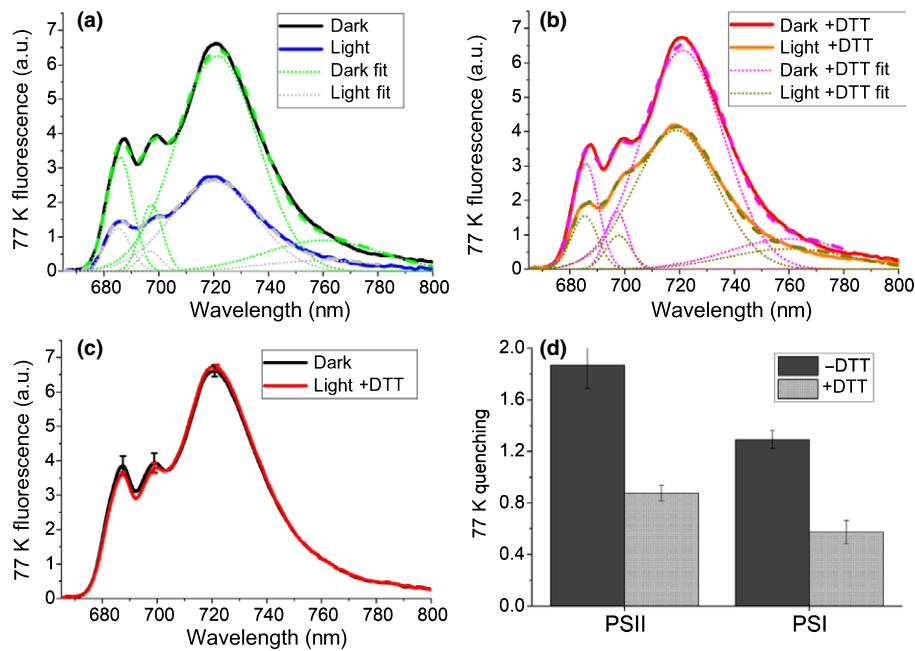 (a)
Dark
Light
Dark fit
Light fit
77 K fluorescence (a.u.)
7
6
5
4
3
2
1
0
680 700 720 740 760 780 800
Wavelength (nm)
(b)
Dark +DTT
Light +DTT
Dark +DTT fit
Light +DTT fit
77 K fluorescence (a.u.)
7
6
5
4
3
2
1
0
680 700 720 740 760 780 800
Wavelength (nm)
(c)
Dark
Light +DTT
77 K fluorescence (a.u.)
7
6
5
4
3
2
1
0
680 700 720 740 760 780 800
Wavelength (nm)
(d)
–DTT
+DTT
77 K quenching
2.0
1.6
1.2
0.8
0.4
0.0
PSII PSI